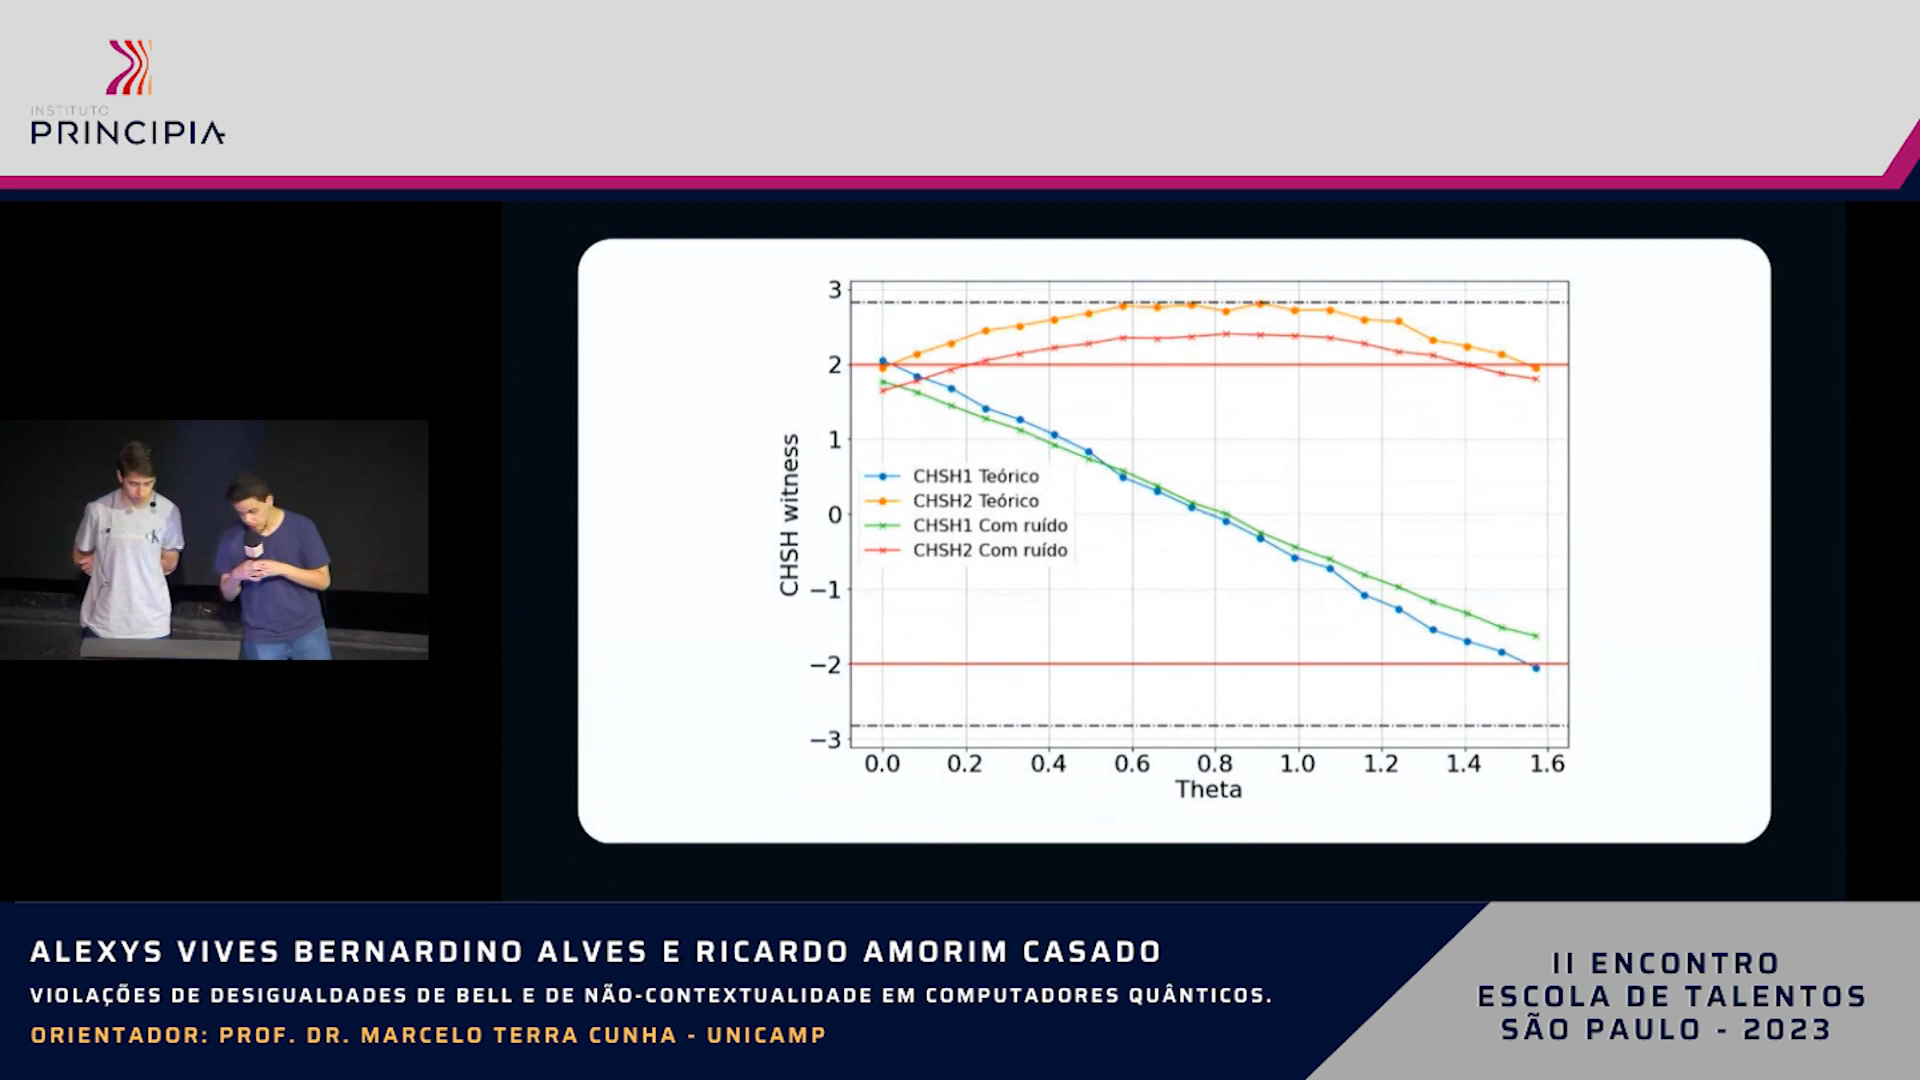 INSTITUTO
PRINCIPIA
3
2
1
0
−1
−2
−3
CHSH witness
CHSH1 Teórico
CHSH2 Teórico
CHSH1 Com ruído
CHSH2 Com ruído
0.0 0.2 0.4 0.6 0.8 1.0 1.2 1.4 1.6
Theta
ALEXYS VIVES BERNARDINO ALVES E RICARDO AMORIM CASADO
VIOLAÇÕES DE DESIGUALDADES DE BELL E DE NÃO-CONTEXTUALIDADE EM COMPUTADORES QUÂNTICOS.
ORIENTADOR: PROF. DR. MARCELO TERRA CUNHA - UNICAMP
II ENCONTRO
ESCOLA DE TALENTOS
SÃO PAULO - 2023